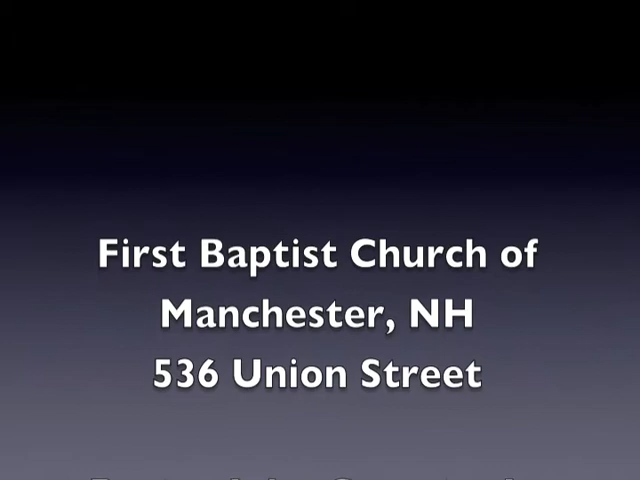 First Baptist Church of
Manchester, NH
536 Union Street